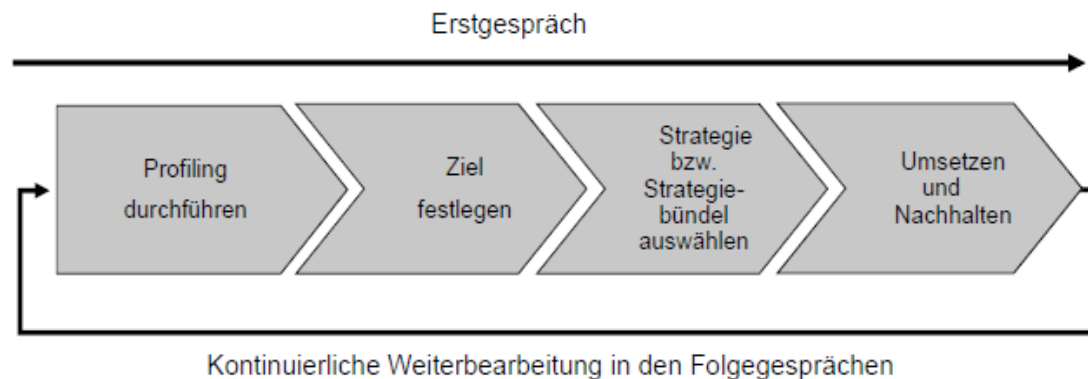 Erstgespräch
Profiling
durchführen
Ziel
festlegen
Strategie
bzw.
Strategie-
bündel
auswählen
Umsetzen
und
Nachhalten
Kontinuierliche Weiterbearbeitung in den Folgegesprächen